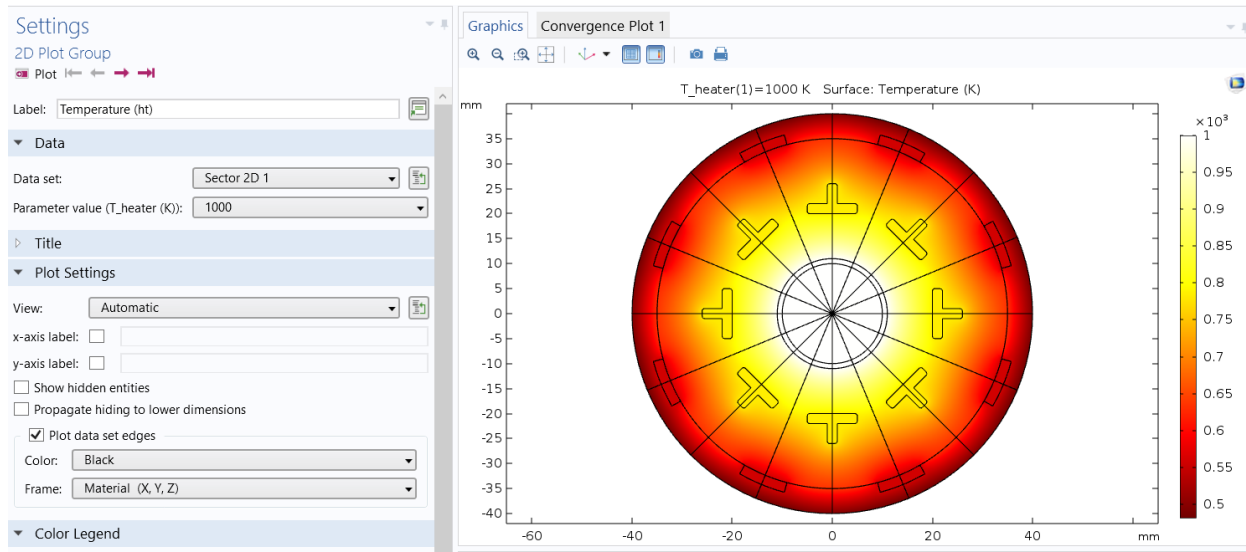 Settings
2D Plot Group
Plot
Label: Temperature (ht)
Data
Data set: Sector 2D 1
Parameter value (T_heater (K)): 1000
Title
Plot Settings
View: Automatic
x-axis label:
y-axis label:
Show hidden entities
Propagate hiding to lower dimensions
Plot data set edges
Color: Black
Frame: Material (X, Y, Z)
Color Legend
Graphics Convergence Plot 1
T_heater(1)=1000 K Surface: Temperature (K)
mm
35
30
25
20
15
10
5
0
-5
-10
-15
-20
-25
-30
-35
-40
-60 -40 -20 0 20 40 mm
×10³
1
0.95
0.9
0.85
0.8
0.75
0.7
0.65
0.6
0.55
0.5